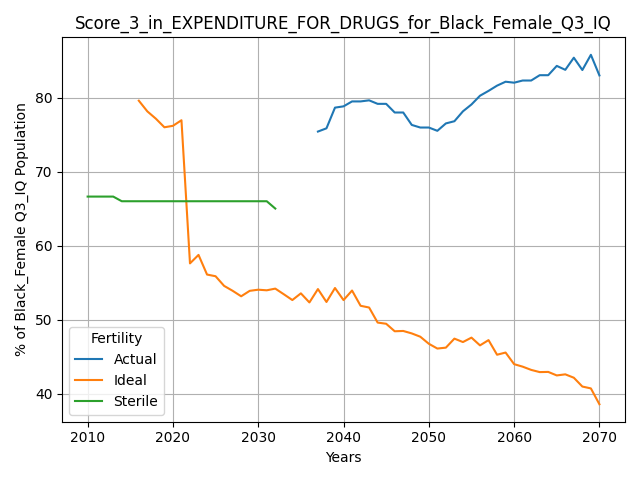 Score_3_in_EXPENDITURE_FOR_DRUGS_for_Black_Female_Q3_IQ
% of Black_Female Q3_IQ Population
80
70
60
50
40
Fertility
Actual
Ideal
Sterile
2010 2020 2030 2040 2050 2060 2070
Years